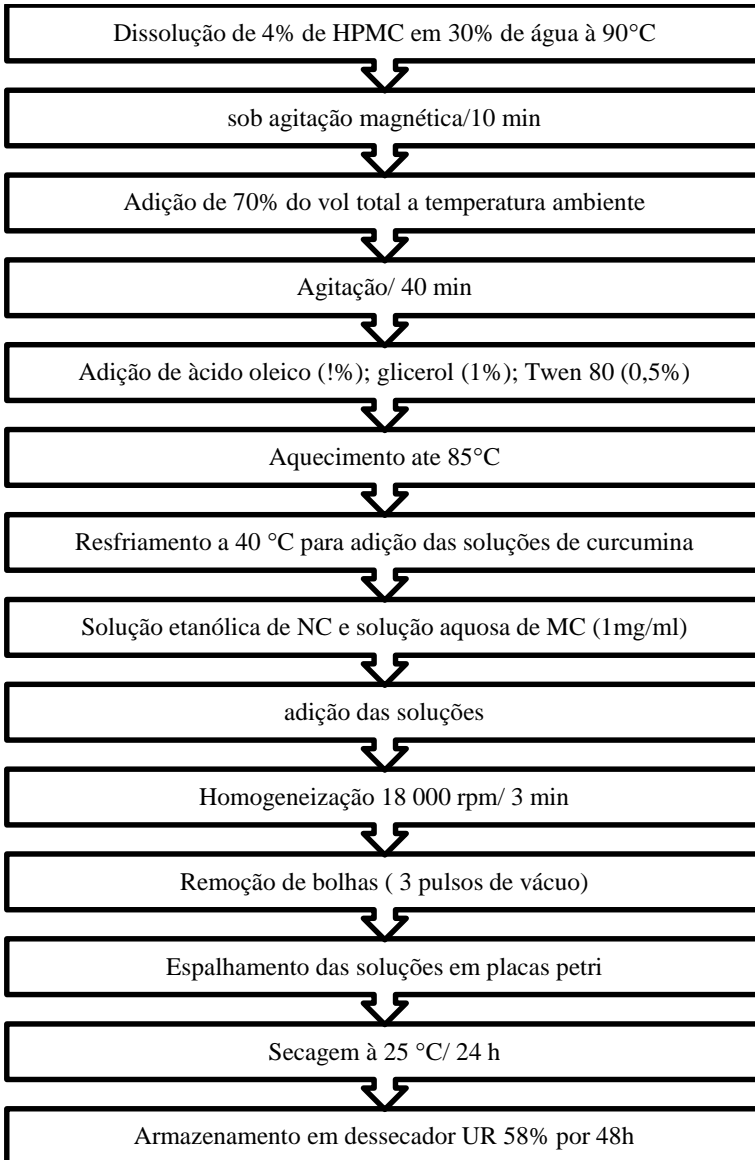 Dissolução de 4% de HPMC em 30% de água à 90°C
sob agitação magnética/10 min
Adição de 70% do vol total a temperatura ambiente
Agitação/ 40 min
Adição de àcido oleico (!%); glicerol (1%); Twen 80 (0,5%)
Aquecimento ate 85°C
Resfriamento a 40 °C para adição das soluções de curcumina
Solução etanólica de NC e solução aquosa de MC (1mg/ml)
adição das soluções
Homogeneização 18 000 rpm/ 3 min
Remoção de bolhas ( 3 pulsos de vácuo)
Espalhamento das soluções em placas petri
Secagem à 25 °C/ 24 h
Armazenamento em dessecador UR 58% por 48h